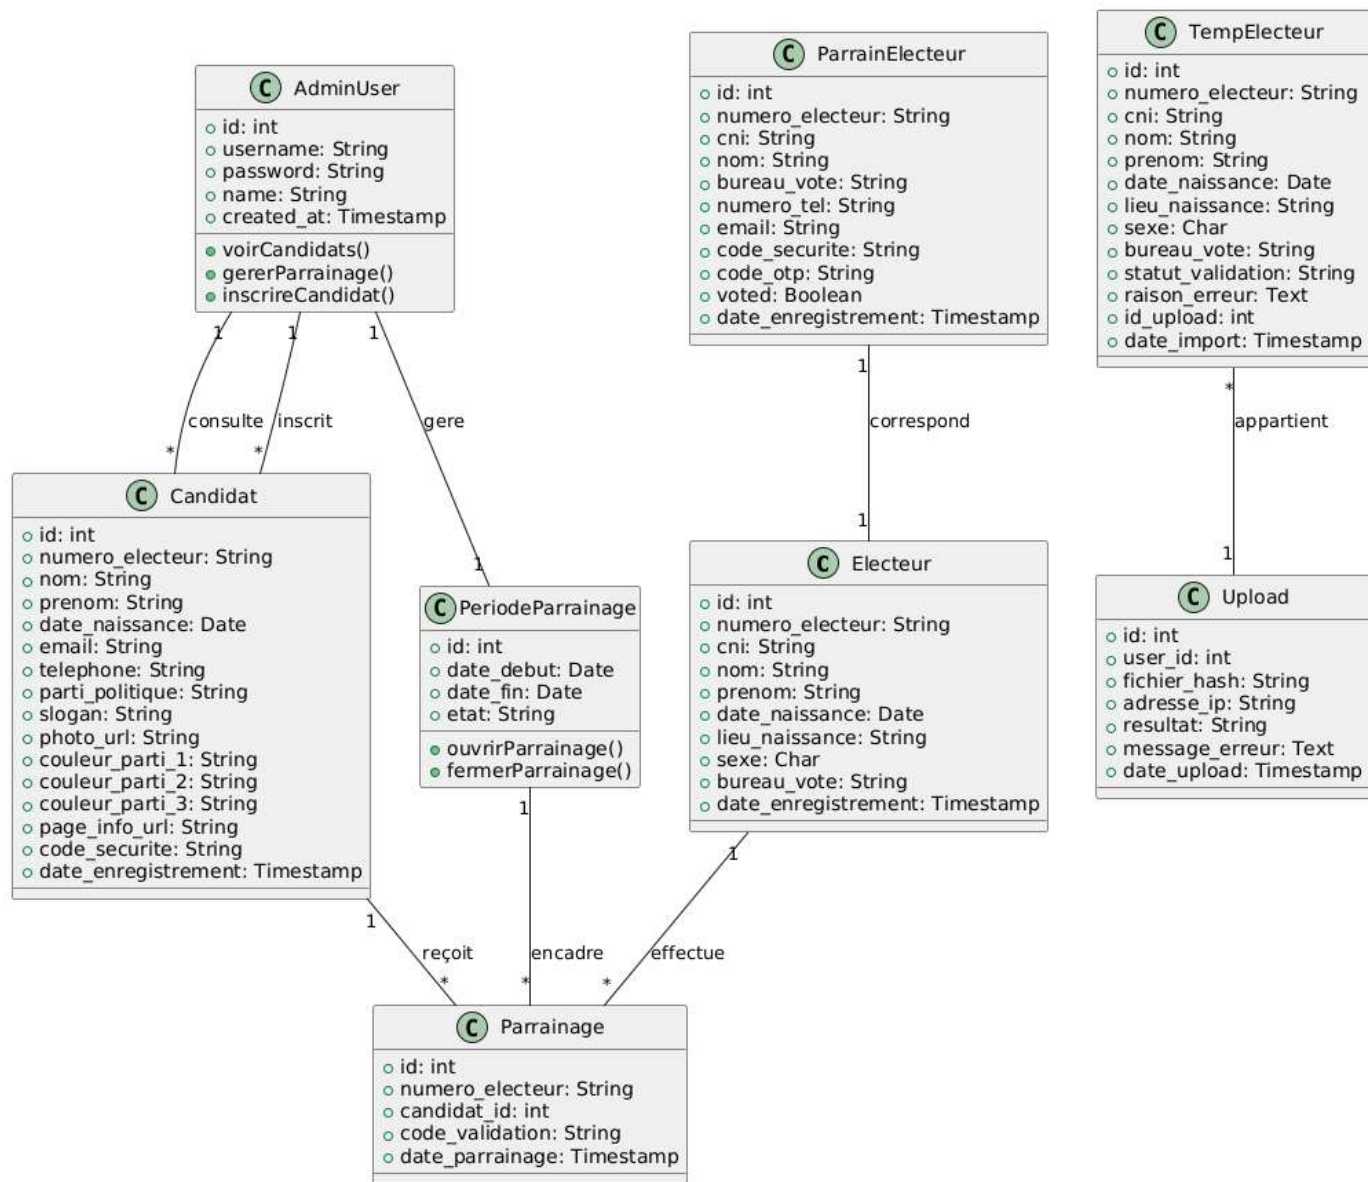 C AdminUser
id: int
username: String
password: String
name: String
created_at: Timestamp
voirCandidats()
gererParrainage()
inscrireCandidat()
C ParrainElecteur
id: int
numero_electeur: String
cni: String
nom: String
bureau_vote: String
numero_tel: String
email: String
code_securite: String
code_otp: String
voted: Boolean
date_enregistrement: Timestamp
C TempElecteur
id: int
numero_electeur: String
cni: String
nom: String
prenom: String
date_naissance: Date
lieu_naissance: String
sexe: Char
bureau_vote: String
statut_validation: String
raison_erreur: Text
id_upload: int
date_import: Timestamp
1 1 1
consulte inscrit gere
* * 1
1
correspond
1
*
appartient
1
C Candidat
id: int
numero_electeur: String
nom: String
prenom: String
date_naissance: Date
email: String
telephone: String
parti_politique: String
slogan: String
photo_url: String
couleur_parti_1: String
couleur_parti_2: String
couleur_parti_3: String
page_info_url: String
code_securite: String
date_enregistrement: Timestamp
C PeriodeParrainage
id: int
date_debut: Date
date_fin: Date
etat: String
ouvrirParrainage()
fermerParrainage()
C Electeur
id: int
numero_electeur: String
cni: String
nom: String
prenom: String
date_naissance: Date
lieu_naissance: String
sexe: Char
bureau_vote: String
date_enregistrement: Timestamp
C Upload
id: int
user_id: int
fichier_hash: String
adresse_ip: String
resultat: String
message_erreur: Text
date_upload: Timestamp
1 1 1
reçoit encadre effectue
* * *
C Parrainage
id: int
numero_electeur: String
candidat_id: int
code_validation: String
date_parrainage: Timestamp